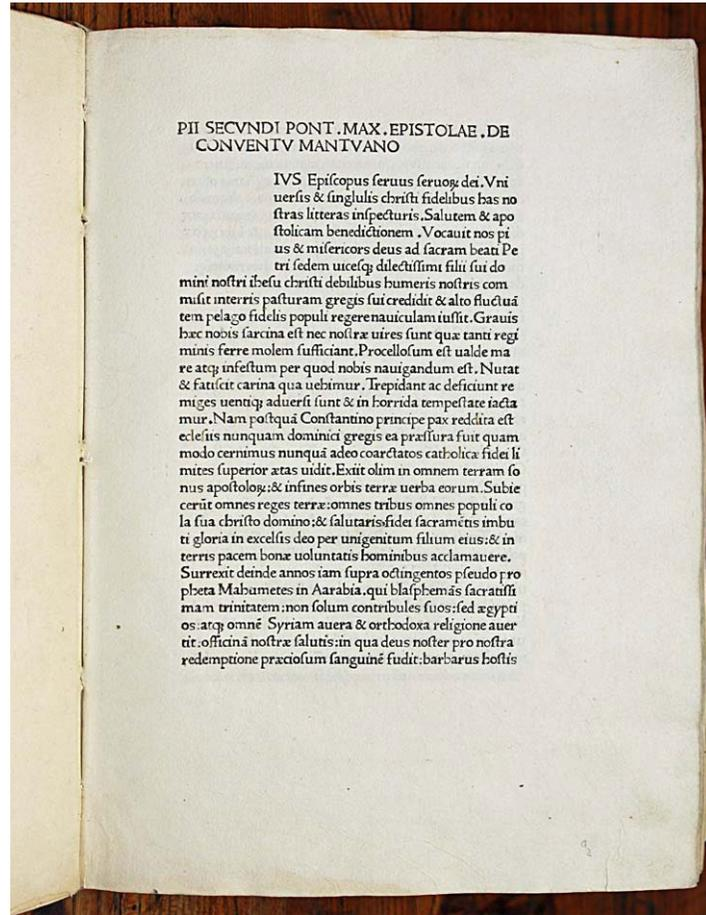 PII SECVNDI PONT.MAX.EPISTOLAE.DE
CONVENTV MANTVANO
IVS Epiſcopus ſeruus ſeruoꝝ dei.Vni
uerſis & ſinglulis chriſti fidelibus has no
ſtras litteras inſpecturis.Salutem & apo
ſtolicam benedictionem .Vocauit nos pi
us & miſericors deus ad ſacram beati Pe
tri ſedem uiceſqꝫ dilectiſſimi filii ſui do
mini noſtri iheſu chriſti debilibus humeris noſtris com
miſit interris paſturam gregis ſui credidit & alto fluctuā
tem pelago fidelis populi regere nauiculam iuſſit.Grauis
hæc nobis ſarcina eſt nec noſtræ uires ſunt quæ tanti regi
minis ferre molem ſufficiant.Proceloſum eſt ualde ma
re atqꝫ infeſtum per quod nobis nauigandum eſt. Nutat
& fatiſcit carina qua uehimur. Trepidant ac deficiunt re
miges uentiqꝫ aduerſi ſunt & in horrida tempeſtate iacta
mur. Nam poſtquā Conſtantino principe pax reddita eſt
ecleſiis nunquam dominici gregis ea præſſura fuit quam
modo cernimus nunquā adeo coarctatos catholicæ fidei li
mites ſuperior ætas uidit.Exiit olim in omnem terram ſo
nus apoſtoloꝝ:& infines orbis terræ uerba eorum.Subie
cerūt omnes reges terræ:omnes tribus omnes populi co
la ſua chriſto domino:& ſalutaris fidei ſacramētis imbu
ti gloria in excelſis deo per unigenitum filium eius:& in
terris pacem bonæ uoluntatis hominibus acclamauere.
Surrexit deinde annos iam ſupra octingentos pſeudo pro
pheta Mahumetes in Aarabia.qui blaſphemās ſacratiſſi
mam trinitatem:non ſolum contribules ſuos:ſed ægypti
os:atqꝫ omnē Syriam auera & orthodoxa religione auer
tit:officinā noſtræ ſalutis:in qua deus noſter pro noſtra
redemptione præcioſum ſanguinē fudit:barbarus hoſtis